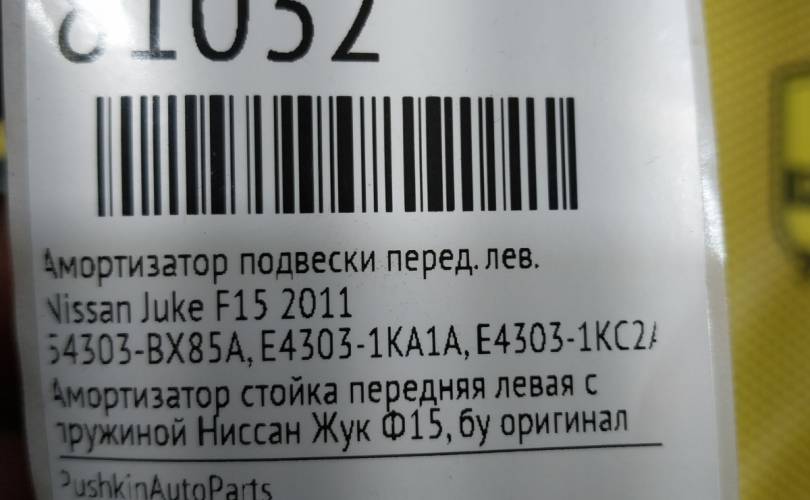 81032
Амортизатор подвески перед. лев.
Nissan Juke F15 2011
54303-BX85A, E4303-1KA1A, E4303-1KC2A
Амортизатор стойка передняя левая с
пружиной Ниссан Жук Ф15, бу оригинал
PushkinAutoParts